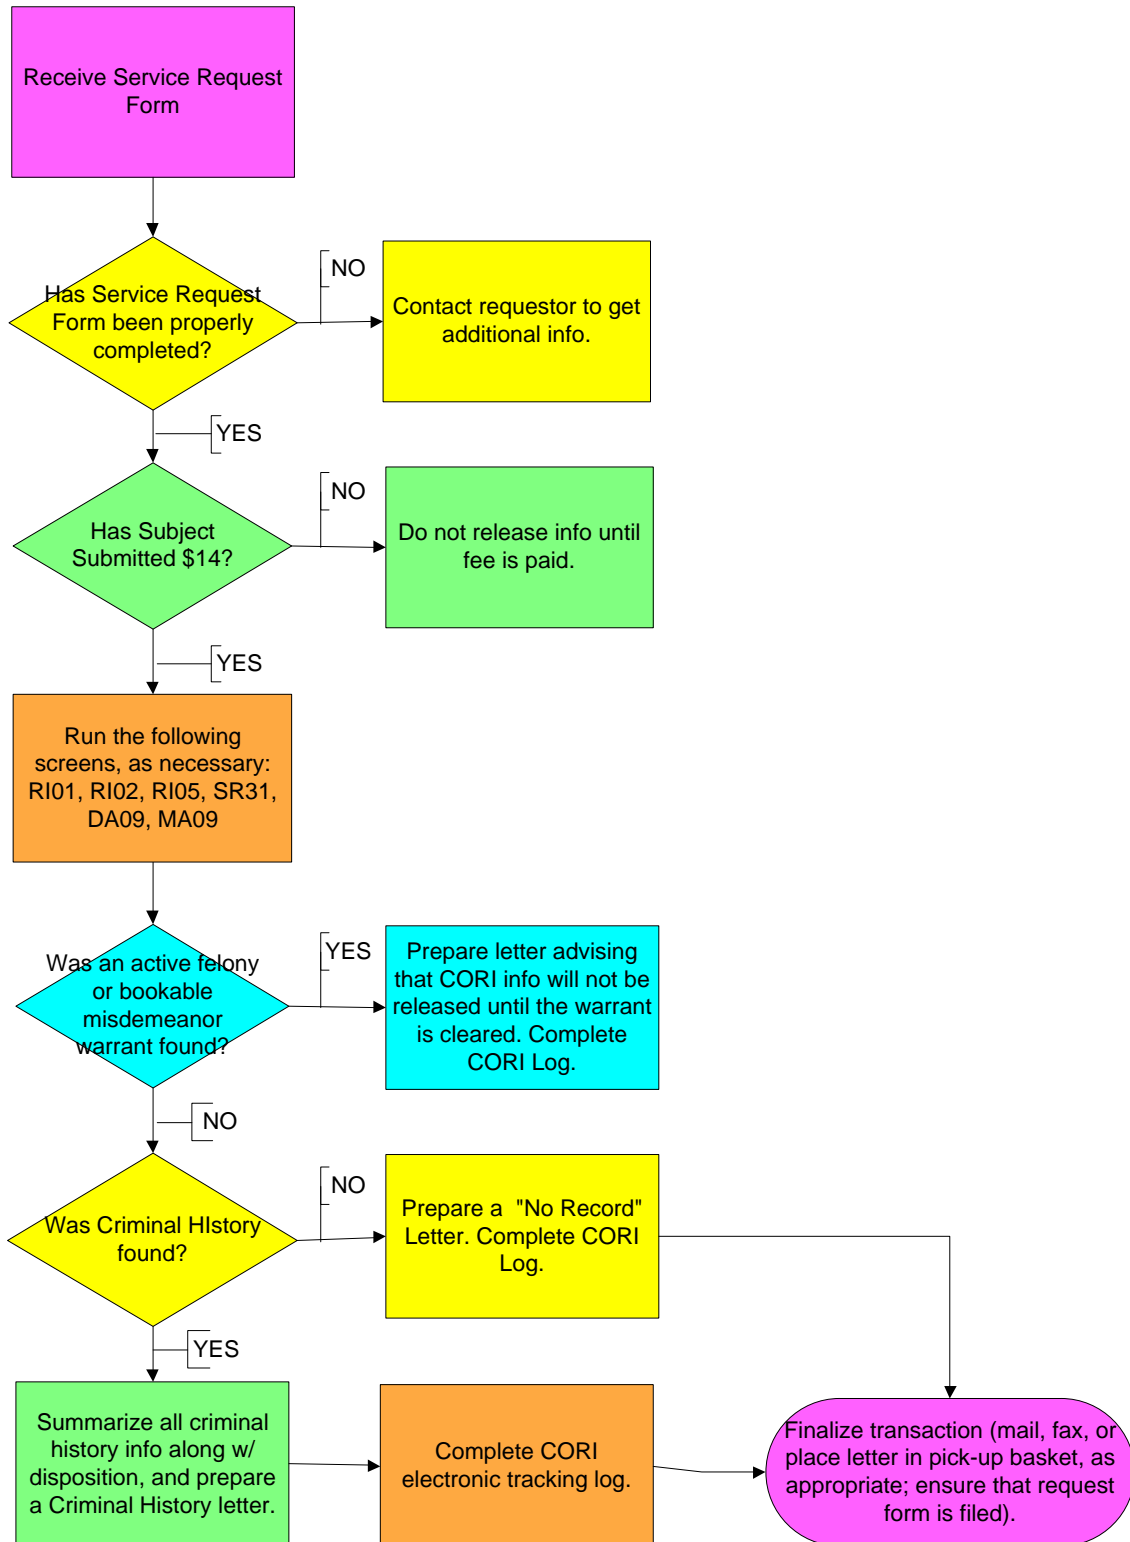 Receive Service Request
Form
Has Service Request
Form been properly
completed?
NO
Contact requestor to get
additional info.
YES
Has Subject
Submitted $14?
NO
Do not release info until
fee is paid.
YES
Run the following
screens, as necessary:
RI01, RI02, RI05, SR31,
DA09, MA09
Was an active felony
or bookable
misdemeanor
warrant found?
YES
Prepare letter advising
that CORI info will not be
released until the warrant
is cleared. Complete
CORI Log.
NO
Was Criminal HIstory
found?
NO
Prepare a "No Record"
Letter. Complete CORI
Log.
YES
Summarize all criminal
history info along w/
disposition, and prepare
a Criminal History letter.
Complete CORI
electronic tracking log.
Finalize transaction (mail, fax, or
place letter in pick-up basket, as
appropriate; ensure that request
form is filed).